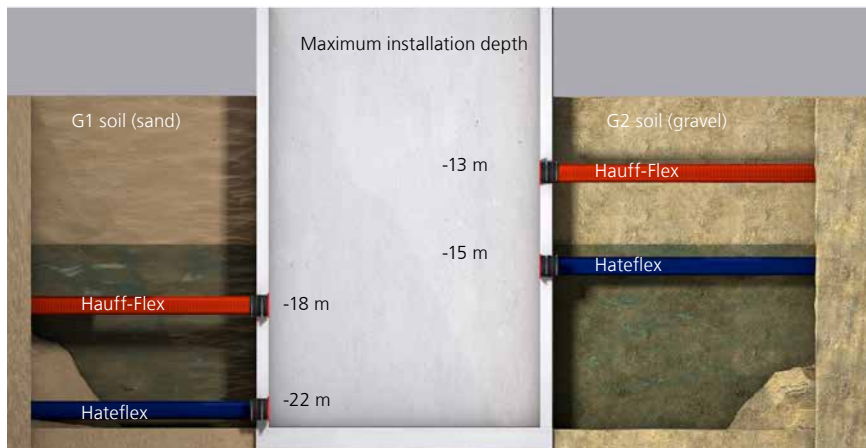 Maximum installation depth
G1 soil (sand)
G2 soil (gravel)
-13 m
Hauff-Flex
-15 m
Hateflex
Hauff-Flex
-18 m
Hateflex
-22 m